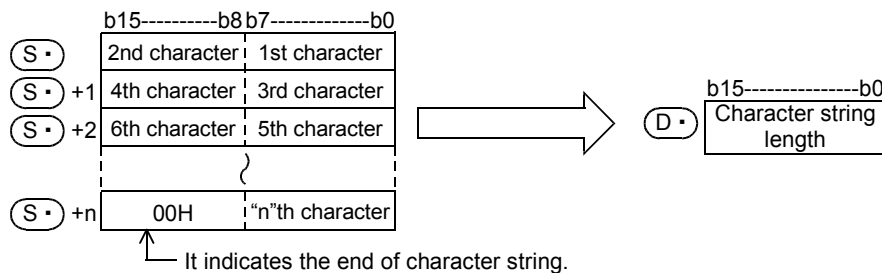 b15----------b8 b7-------------b0
S・ 2nd character 1st character
S・ +1 4th character 3rd character
S・ +2 6th character 5th character
S・ +n 00H "n"th character
It indicates the end of character string.
b15---------------b0
D・ Character string
length